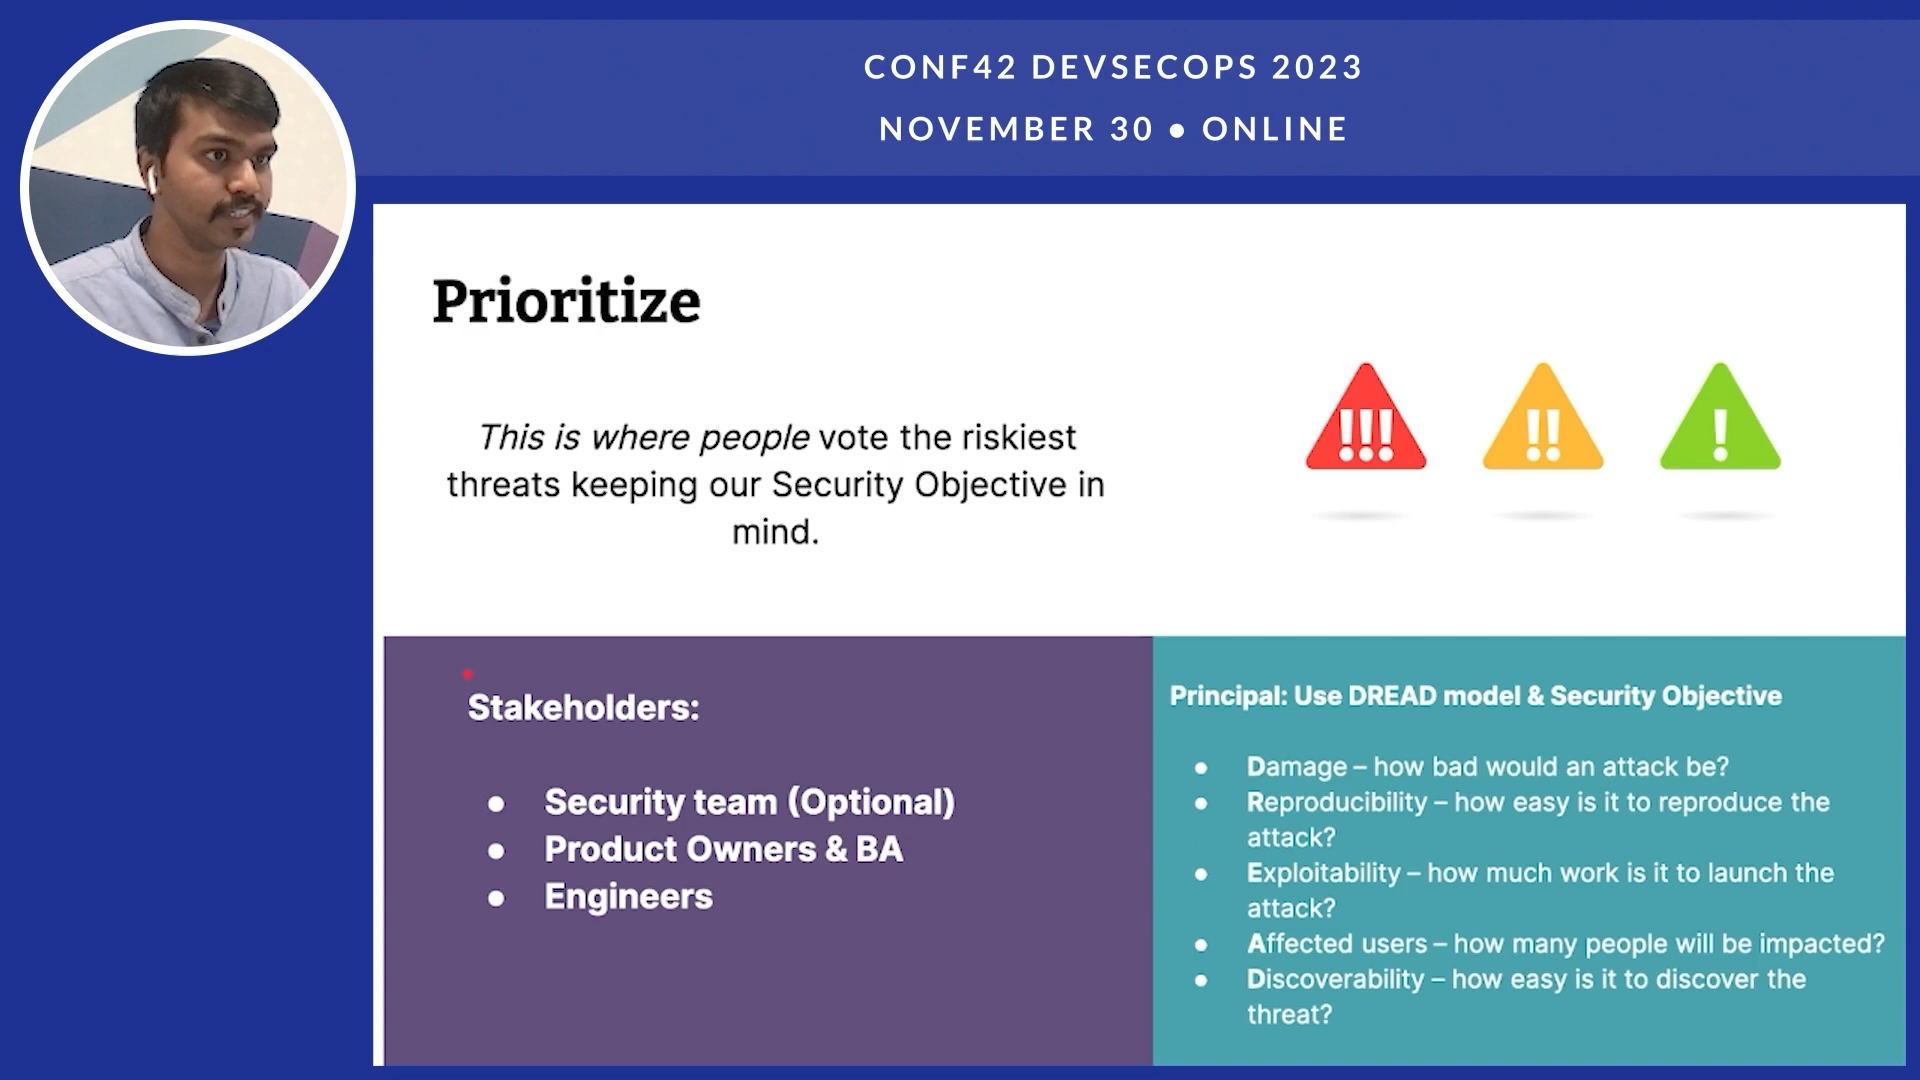 CONF42 DEVSECOPS 2023
NOVEMBER 30 ● ONLINE
Prioritize
This is where people vote the riskiest
threats keeping our Security Objective in
mind.
!!!
!!
!
Stakeholders:
● Security team (Optional)
● Product Owners & BA
● Engineers
Principal: Use DREAD model & Security Objective
● Damage – how bad would an attack be?
● Reproducibility – how easy is it to reproduce the
attack?
● Exploitability – how much work is it to launch the
attack?
● Affected users – how many people will be impacted?
● Discoverability – how easy is it to discover the
threat?